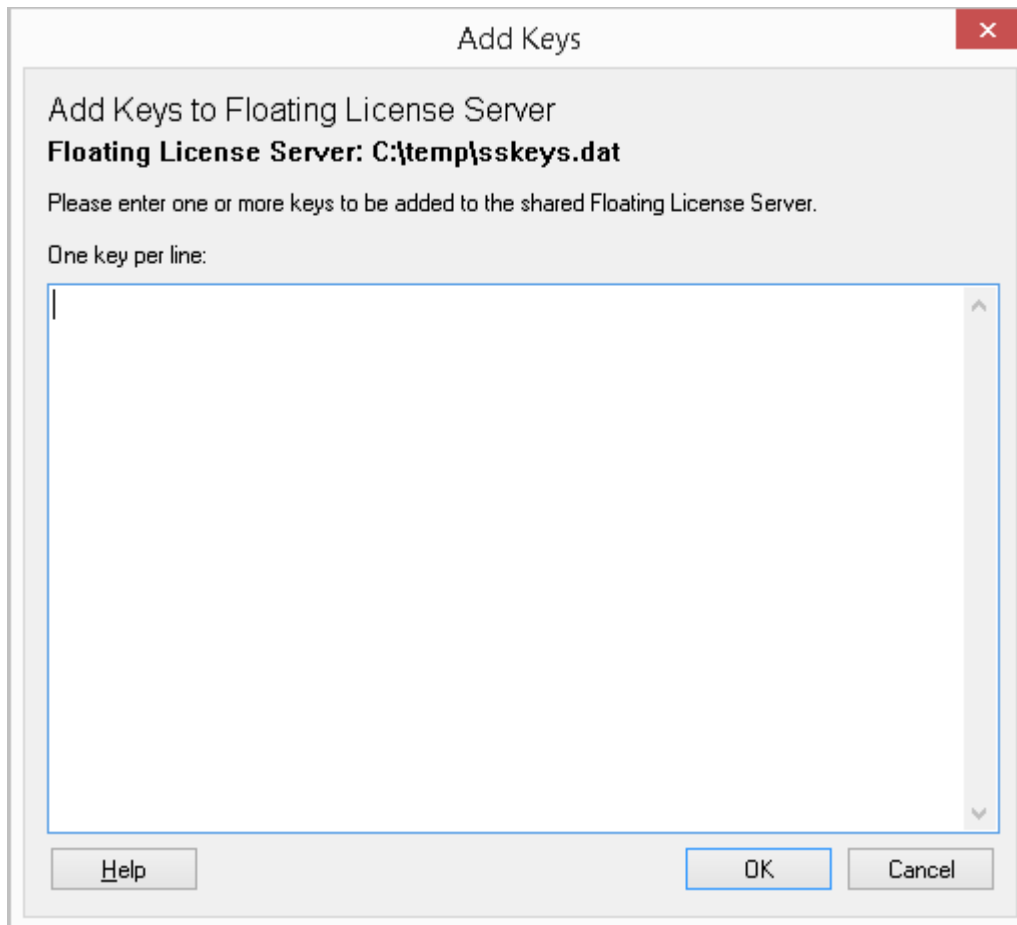 Add Keys
Add Keys to Floating License Server
Floating License Server: C:\temp\sskeys.dat
Please enter one or more keys to be added to the shared Floating License Server.
One key per line:
Help
OK
Cancel